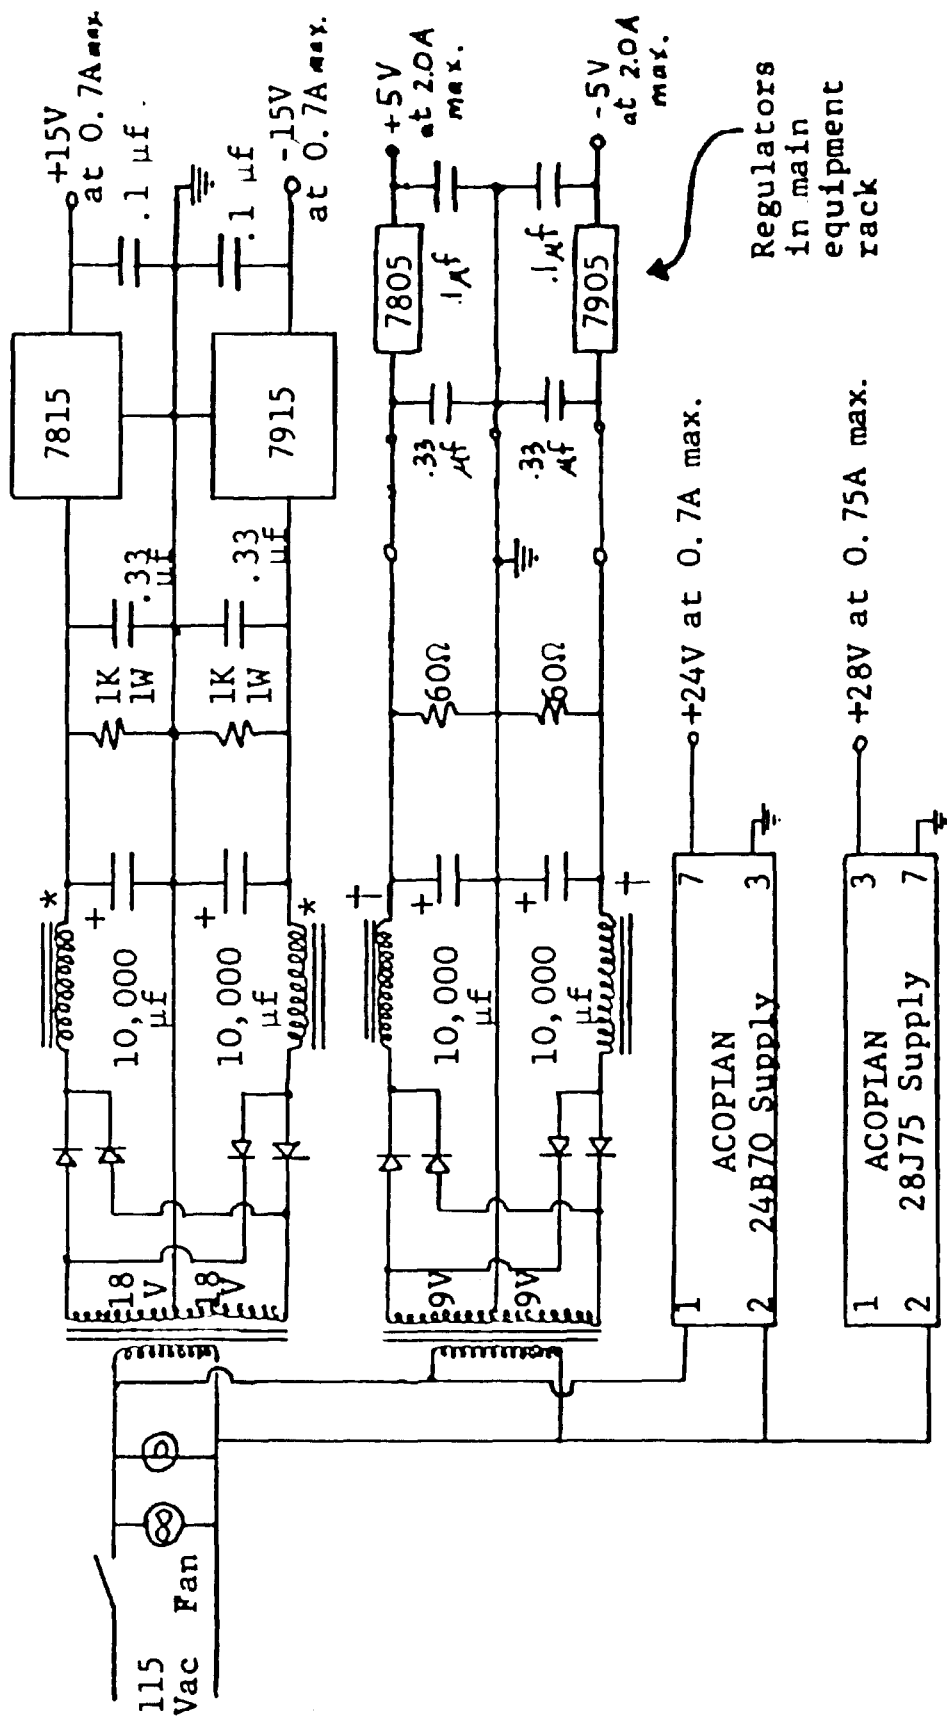 115
Vac
Fan
18
V
18
V
*
+
10,000
µf
+
10,000
µf
*
1K
1W
1K
1W
.33
µf
.33
µf
7815
7915
+15V
at 0.7A max.
.1 µf.
.1 µf
-15V
at 0.7A max.
9V
9V
†
+
10,000
µf
+
10,000
µf
†
60Ω
60Ω
.33
µf
.33
µf
7805
7905
.1µf
.1µf
+5V
at 2.0A
max.
-5V
at 2.0A
max.
Regulators
in main
equipment
rack
1
2
ACOPIAN
24B70 Supply
7
3
+24V at 0.7A max.
1
2
ACOPIAN
28J75 Supply
3
7
+28V at 0.75A max.